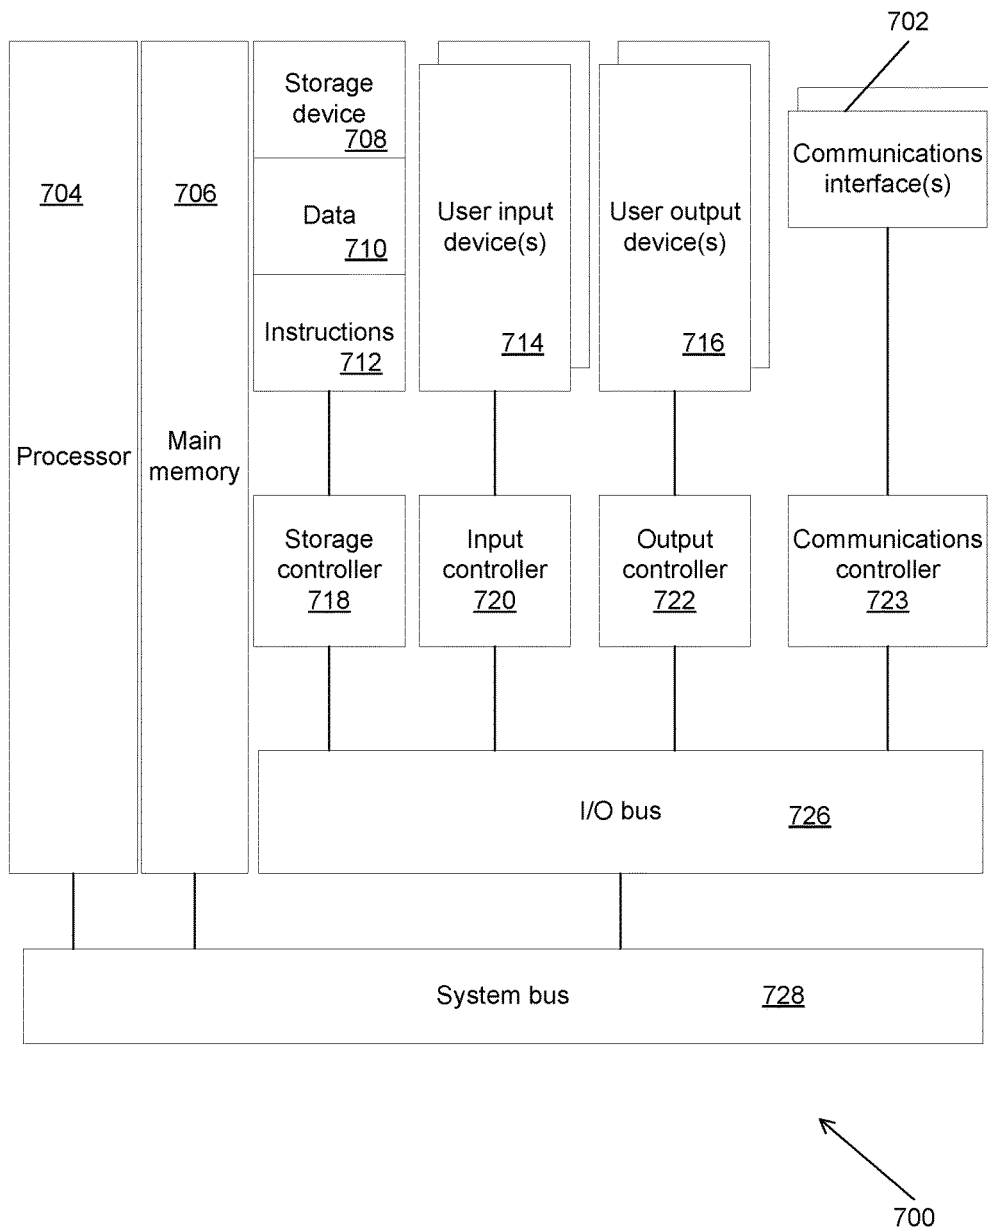 702
Storage
device
708
Data
710
Instructions
712
704
Processor
706
Main
memory
User input
device(s)
714
User output
device(s)
716
Communications
interface(s)
Storage
controller
718
Input
controller
720
Output
controller
722
Communications
controller
723
I/O bus
726
System bus
728
700